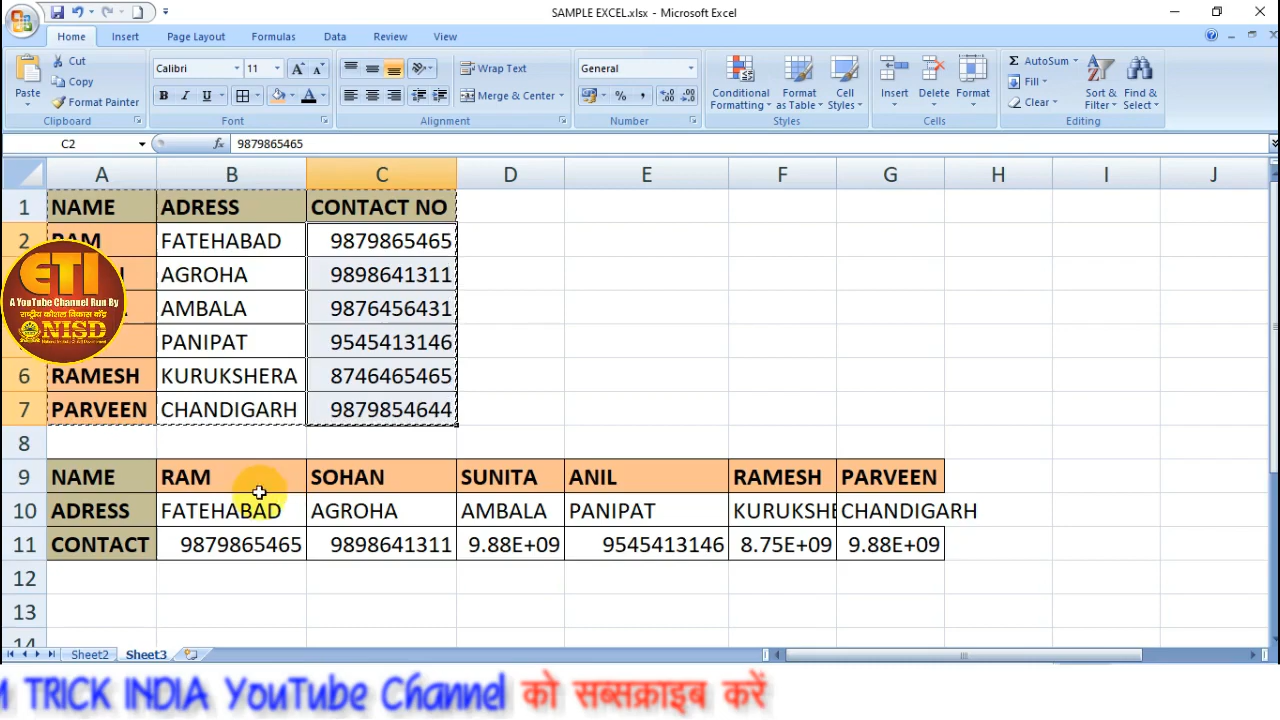 SAMPLE EXCEL.xlsx - Microsoft Excel
Home Insert Page Layout Formulas Data Review View
Paste Cut Copy Format Painter Clipboard
Calibri 11 B I U Font
Wrap Text Merge & Center Alignment
General % , Number
Conditional Formatting Format as Table Cell Styles Styles
Insert Delete Format Cells
Σ AutoSum Fill Clear Sort & Filter Find & Select Editing
C2 fx 9879865465
A B C D E F G H I J
1 NAME ADRESS CONTACT NO
2 RAM FATEHABAD 9879865465
AGROHA 9898641311
AMBALA 9876456431
PANIPAT 9545413146
6 RAMESH KURUKSHERA 8746465465
7 PARVEEN CHANDIGARH 9879854644
8
9 NAME RAM SOHAN SUNITA ANIL RAMESH PARVEEN
10 ADRESS FATEHABAD AGROHA AMBALA PANIPAT KURUKSHE CHANDIGARH
11 CONTACT 9879865465 9898641311 9.88E+09 9545413146 8.75E+09 9.88E+09
12
13
14
ETI
A YouTube Channel Run By
राष्ट्रीय कौशल विकास केंद्र
NISD
Sheet2 Sheet3
M TRICK INDIA YouTube Channel को सब्सक्राइब करें